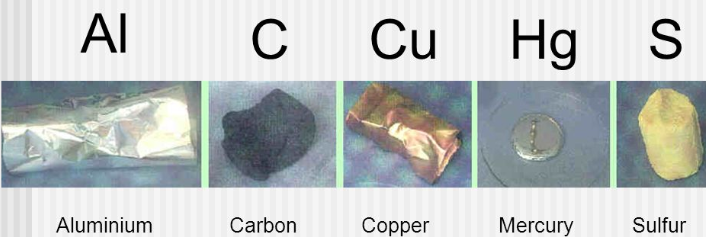 Al C Cu Hg S
Aluminium Carbon Copper Mercury Sulfur